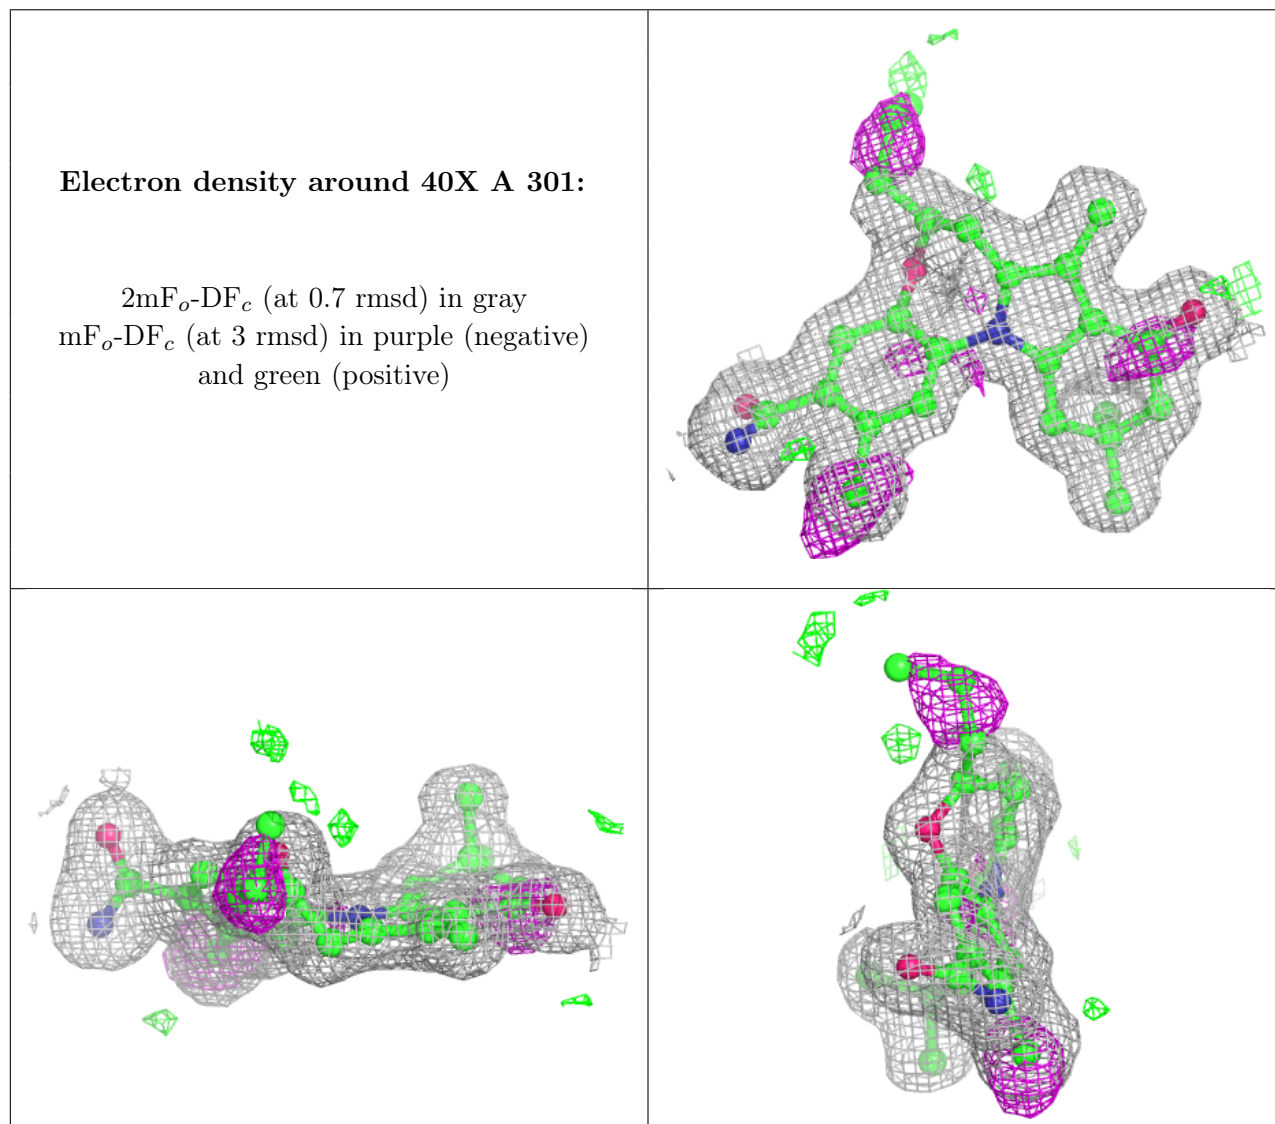 Electron density around 40X A 301:
2mFo-DFc (at 0.7 rmsd) in gray
mFo-DFc (at 3 rmsd) in purple (negative)
and green (positive)